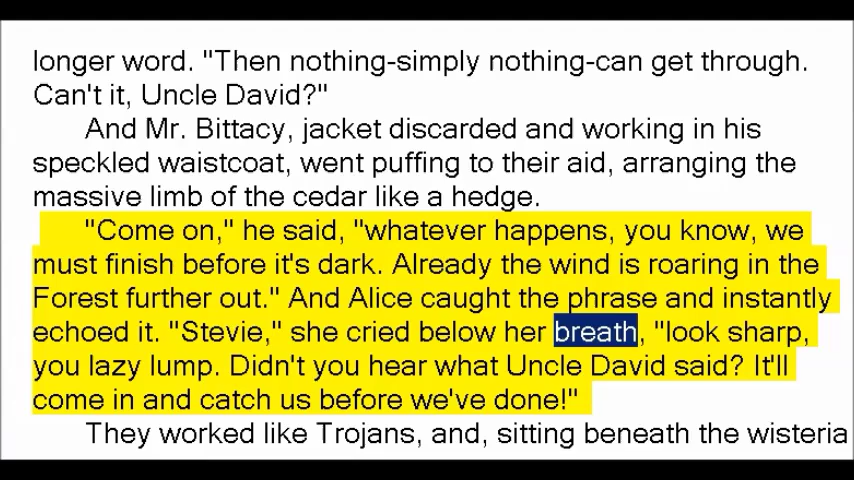 longer word. "Then nothing-simply nothing-can get through.
Can't it, Uncle David?"
And Mr. Bittacy, jacket discarded and working in his
speckled waistcoat, went puffing to their aid, arranging the
massive limb of the cedar like a hedge.
"Come on," he said, "whatever happens, you know, we
must finish before it's dark. Already the wind is roaring in the
Forest further out." And Alice caught the phrase and instantly
echoed it. "Stevie," she cried below her breath, "look sharp,
you lazy lump. Didn't you hear what Uncle David said? It'll
come in and catch us before we've done!"
They worked like Trojans, and, sitting beneath the wisteria